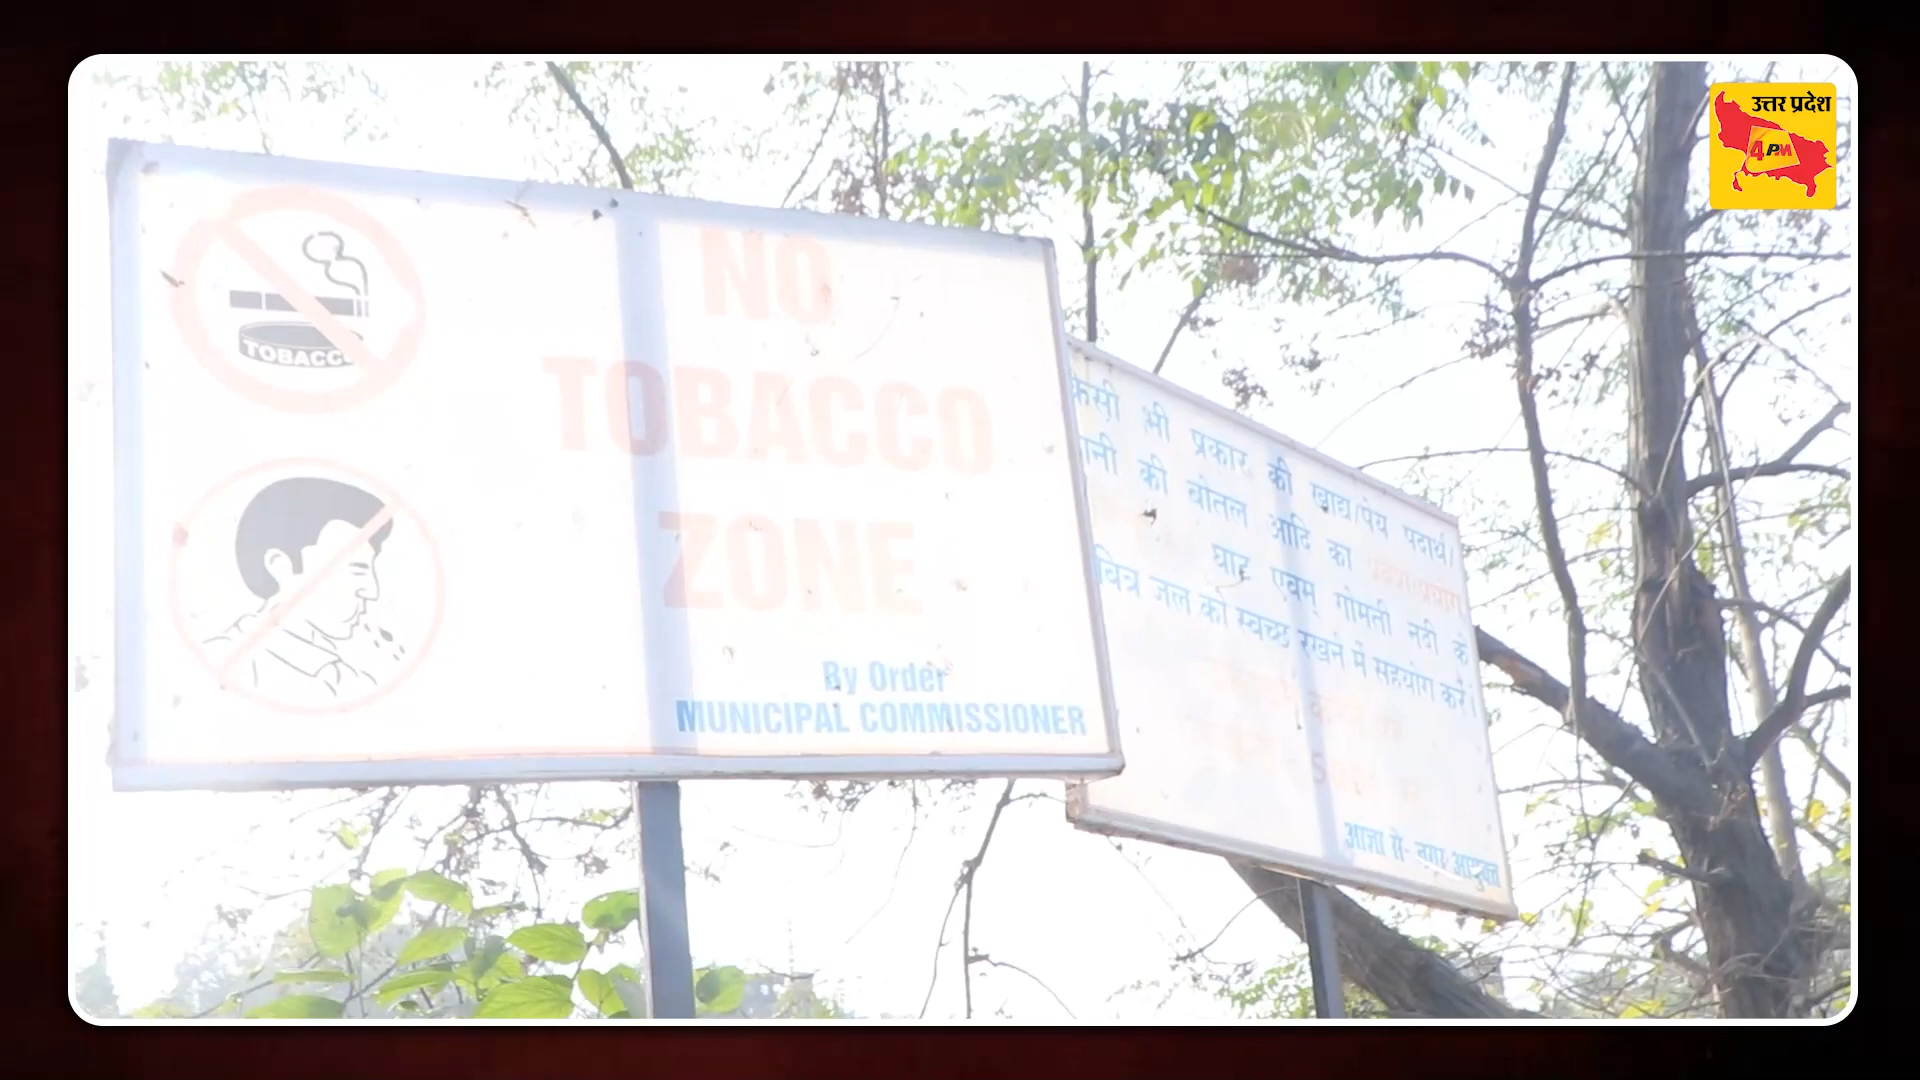 उत्तर प्रदेश
4PM
TOBACCO
NO
TOBACCO
ZONE
By Order
MUNICIPAL COMMISSIONER
किसी भी प्रकार की खाद्य/पेय पदार्थ।
की बोतल आदि का
घाट एवम् गोमती नदी के
जल को स्वच्छ रखने में सहयोग करें।
आज्ञा से- नगर आयुक्त